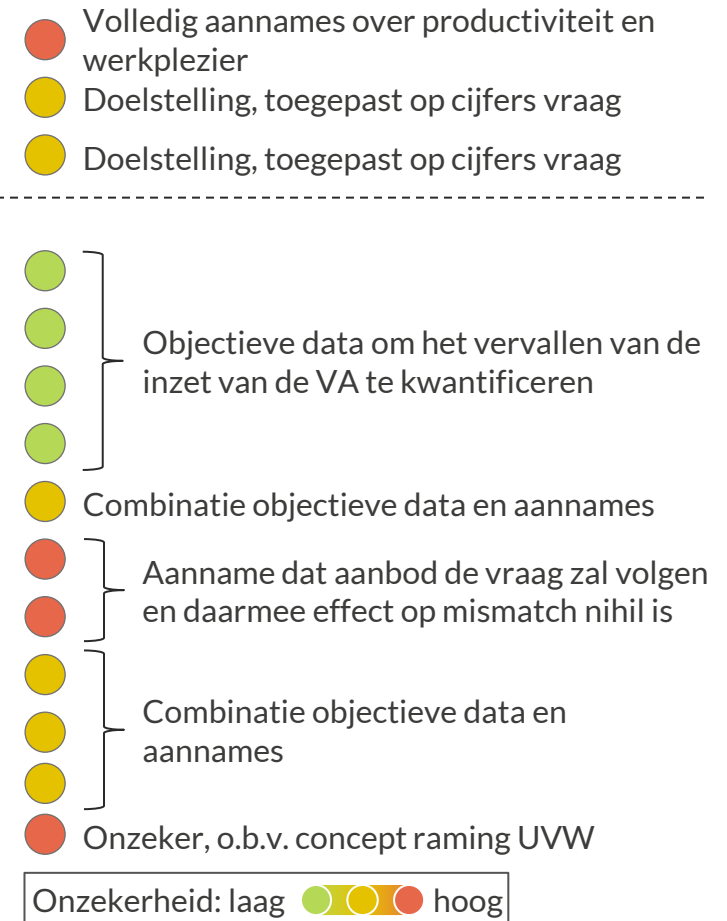 Volledig aannames over productiviteit en
werkplezier
Doelstelling, toegepast op cijfers vraag
Doelstelling, toegepast op cijfers vraag
Objectieve data om het vervallen van de
inzet van de VA te kwantificeren
Combinatie objectieve data en aannames
Aanname dat aanbod de vraag zal volgen
en daarmee effect op mismatch nihil is
Combinatie objectieve data en
aannames
Onzeker, o.b.v. concept raming UVW
Onzekerheid: laag hoog